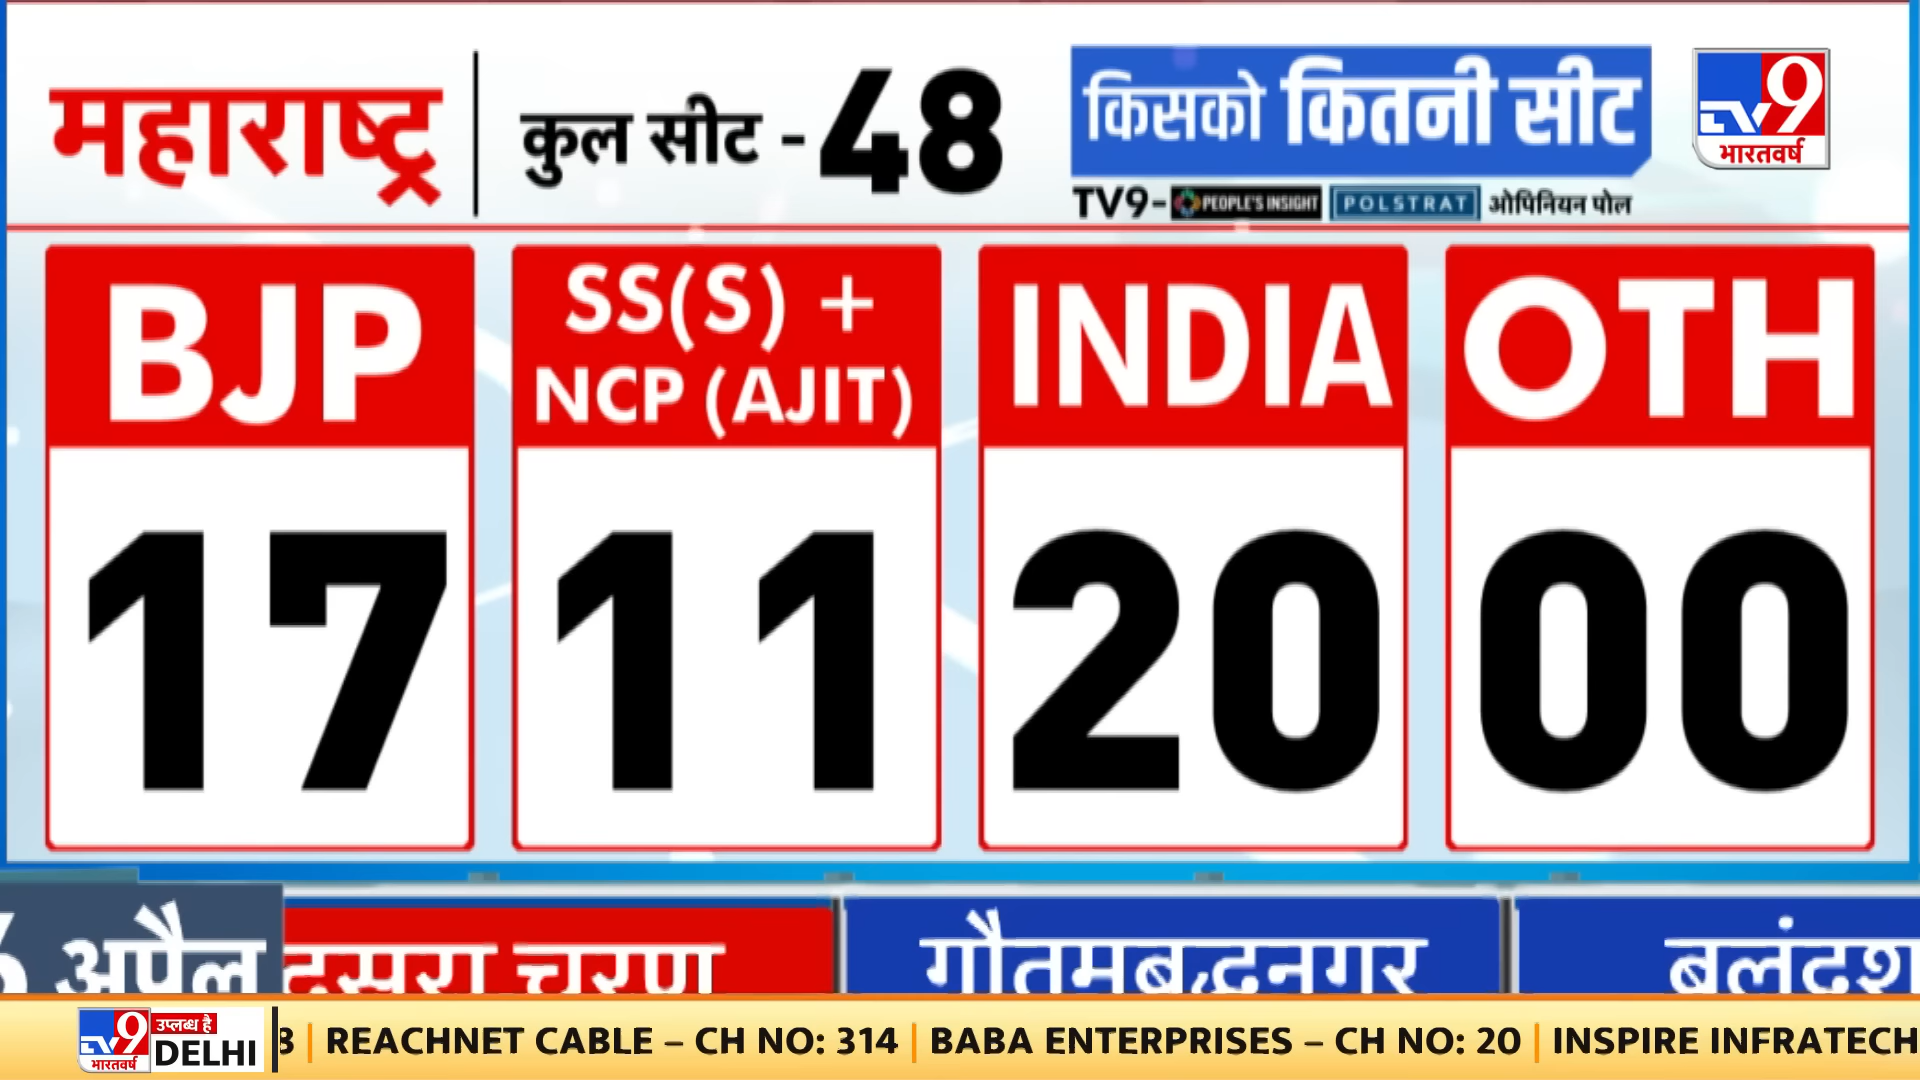 महाराष्ट्र
कुल सीट - 48
किसको कितनी सीट
TV9
भारतवर्ष
TV9- PEOPLE'S INSIGHT POLSTRAT ओपिनियन पोल
BJP
SS(S) +
NCP (AJIT)
INDIA
OTH
17
11
20
00
अप्रैल
दूसरा चरण
गौतमबुद्धनगर
TV9
भारतवर्ष
उपलब्ध है
DELHI
3 | REACHNET CABLE – CH NO: 314 | BABA ENTERPRISES – CH NO: 20 | INSPIRE INFRATECH